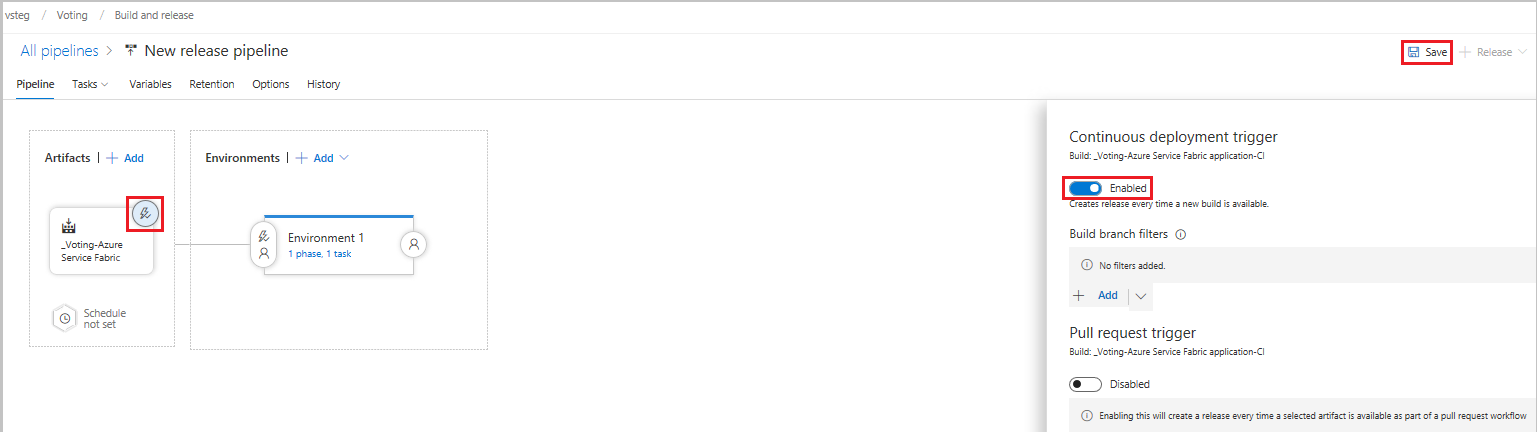 vsteg / Voting / Build and release
All pipelines > New release pipeline
Save + Release
Pipeline Tasks Variables Retention Options History
Artifacts | + Add
Environments | + Add
_Voting-Azure
Service Fabric
Environment 1
1 phase, 1 task
Schedule
not set
Continuous deployment trigger
Build: _Voting-Azure Service Fabric application-CI
Enabled
Creates release every time a new build is available.
Build branch filters
No filters added.
+ Add
Pull request trigger
Build: _Voting-Azure Service Fabric application-CI
Disabled
Enabling this will create a release every time a selected artifact is available as part of a pull request workflow